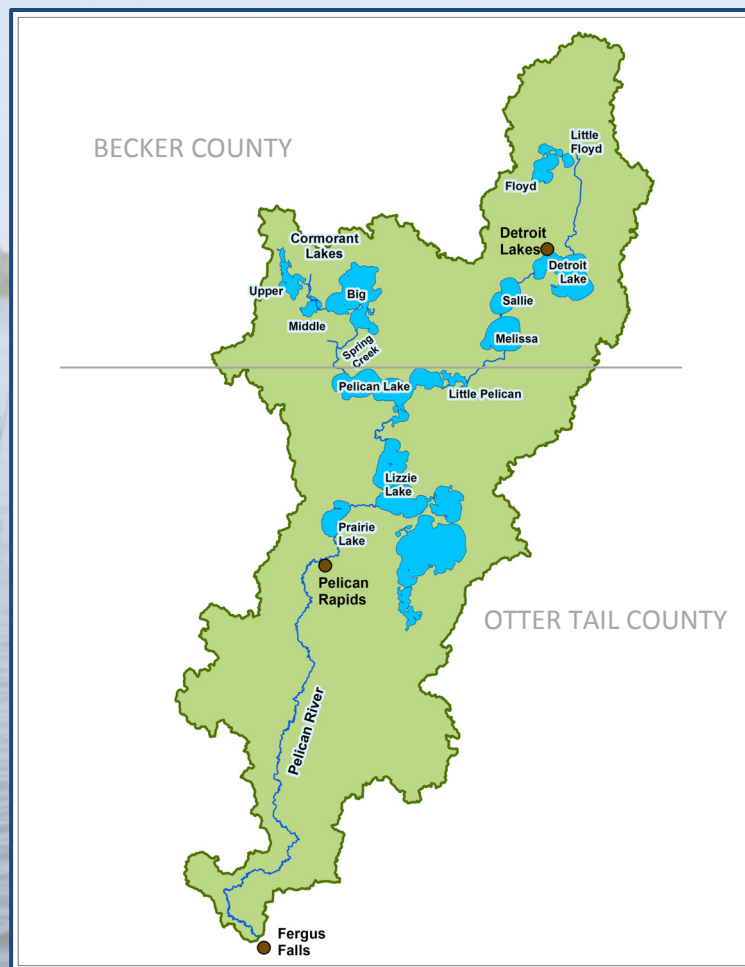 BECKER COUNTY
Little
Floyd
Floyd
Detroit
Lakes
Cormorant
Lakes
Detroit
Lake
Upper
Big
Sallie
Middle
Melissa
Spring
Creek
Pelican Lake
Little Pelican
Lizzie
Lake
Prairie
Lake
Pelican
Rapids
OTTER TAIL COUNTY
Pelican River
Fergus
Falls